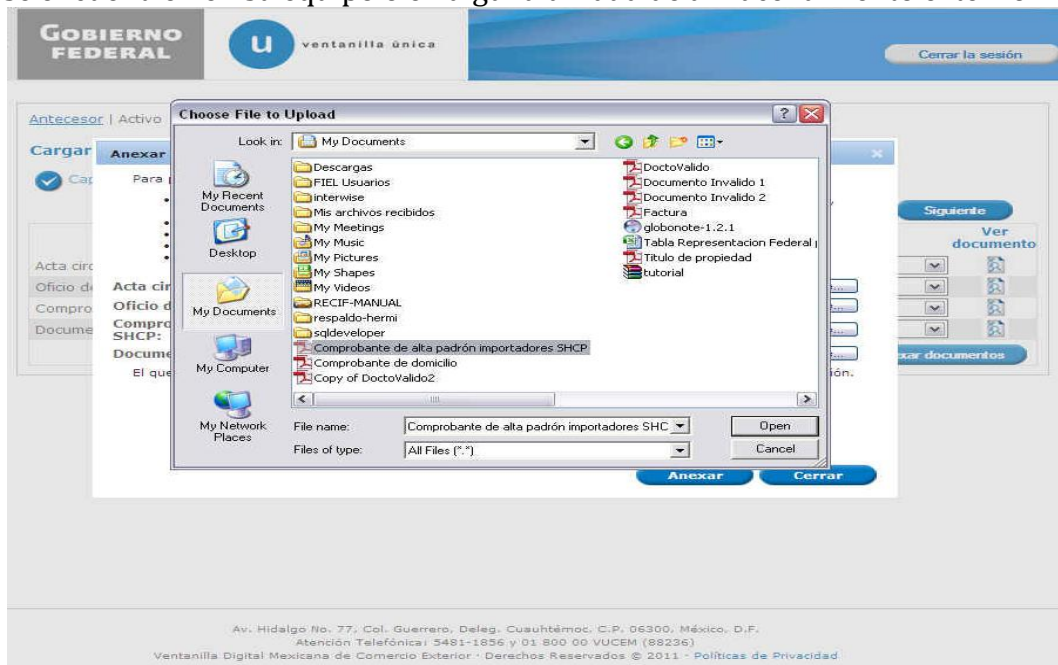 GOBIERNO
FEDERAL
u
ventanilla única
Cerrar la sesión
Antecesor | Activo
Cargar
Anexar
Para
Siguiente
Ver
documento
Acta
Oficio
Acta
Oficio
SHCP:
El que
ión.
Choose File to Upload
Look in:
My Documents
My Recent
Documents
Desktop
My Documents
My Computer
My Network
Places
Descargas
FIEL Usuarios
interwise
Mis archivos recibidos
My Meetings
My Music
My Pictures
My Shapes
My Videos
RECIF-MANUAL
respaldo-hermi
sqldeveloper
Comprobante de alta padrón importadores SHCP
Comprobante de domicilio
Copy of DoctoValido2
DoctoValido
Documento Invalido 1
Documento Invalido 2
Factura
globonote-1.2.1
Tabla Representacion Federal
Titulo de propiedad
tutorial
File name:
Comprobante de alta padrón importadores SHC
Open
Files of type:
All Files (*.*)
Cancel
documentos
Anexar
Cerrar
Av. Hidalgo No. 77, Col. Guerrero, Deleg. Cuauhtémoc, C.P. 06300, México, D.F.
Atención Telefónica: 5481-1856 y 01 800 00 VUCEM (88236)
Ventanilla Digital Mexicana de Comercio Exterior · Derechos Reservados © 2011 - Políticas de Privacidad